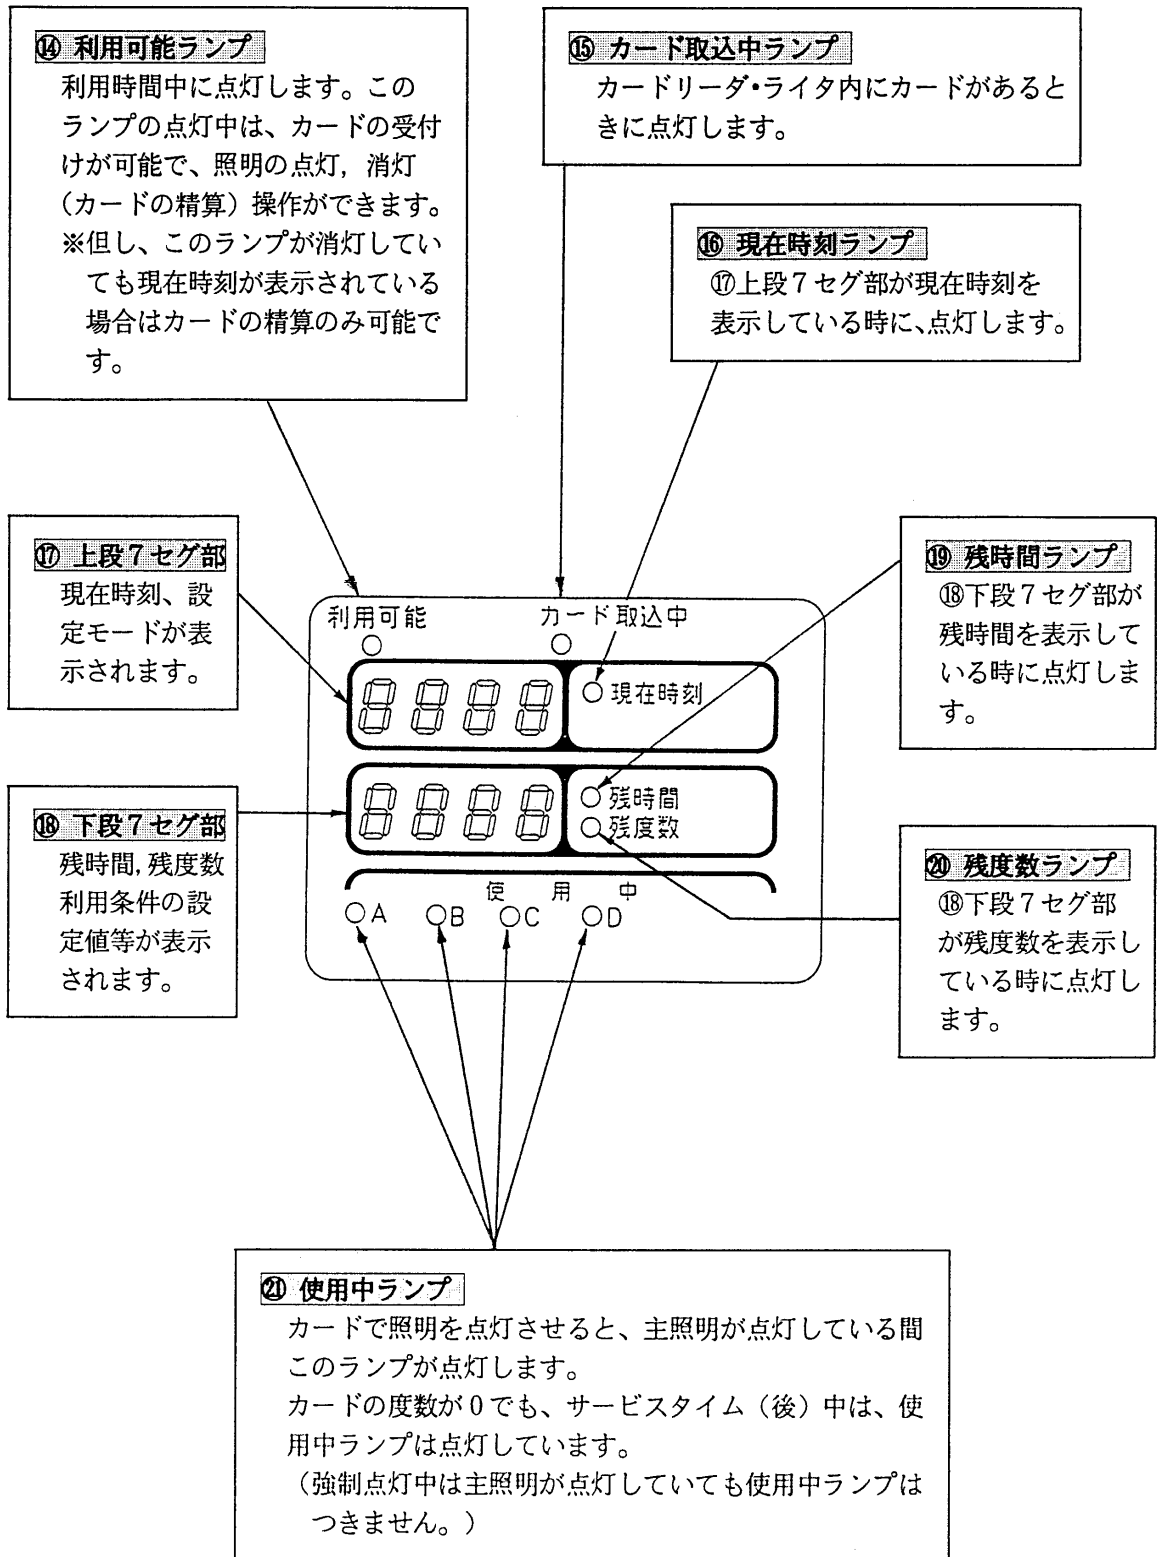 ⑭ 利用可能ランプ
利用時間中に点灯します。この
ランプの点灯中は、カードの受付
けが可能で、照明の点灯, 消灯
(カードの精算) 操作ができます。
※但し、このランプが消灯してい
ても現在時刻が表示されている
場合はカードの精算のみ可能で
す。
⑮ カード取込中ランプ
カードリーダ・ライタ内にカードがあると
きに点灯します。
⑯ 現在時刻ランプ
⑰上段7セグ部が現在時刻を
表示している時に、点灯します。
⑰ 上段7セグ部
現在時刻、設
定モードが表
示されます。
⑱ 下段7セグ部
残時間, 残度数
利用条件の設
定値等が表示
されます。
利用可能
カード取込中
8888
現在時刻
8888
残時間
残度数
使用中
A B C D
⑲ 残時間ランプ
⑱下段7セグ部が
残時間を表示して
いる時に点灯しま
す。
⑳ 残度数ランプ
⑱下段7セグ部
が残度数を表示し
ている時に点灯し
ます。
㉑ 使用中ランプ
カードで照明を点灯させると、主照明が点灯している間
このランプが点灯します。
カードの度数が0でも、サービスタイム（後）中は、使
用中ランプは点灯しています。
（強制点灯中は主照明が点灯していても使用中ランプは
つきません。）